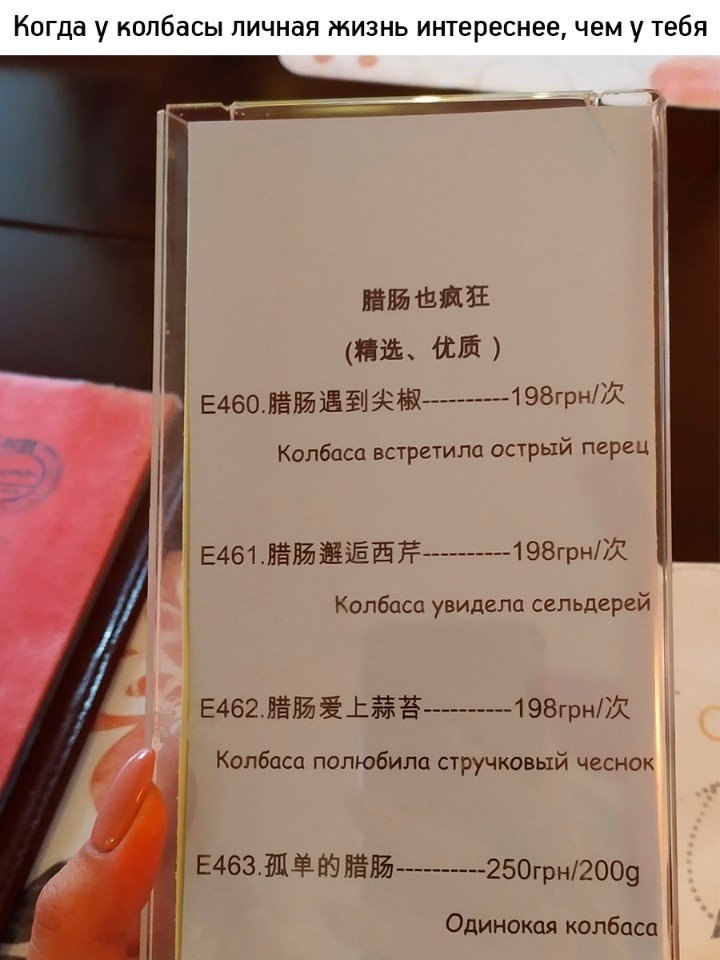 Когда у колбасы личная жизнь интереснее, чем у тебя
腊肠也疯狂
(精选、优质 )
E460.腊肠遇到尖椒----------198грн/次
Колбаса встретила острый перец
E461.腊肠邂逅西芹----------198грн/次
Колбаса увидела сельдерей
E462.腊肠爱上蒜苔----------198грн/次
Колбаса полюбила стручковый чеснок
E463.孤单的腊肠----------250грн/200g
Одинокая колбаса